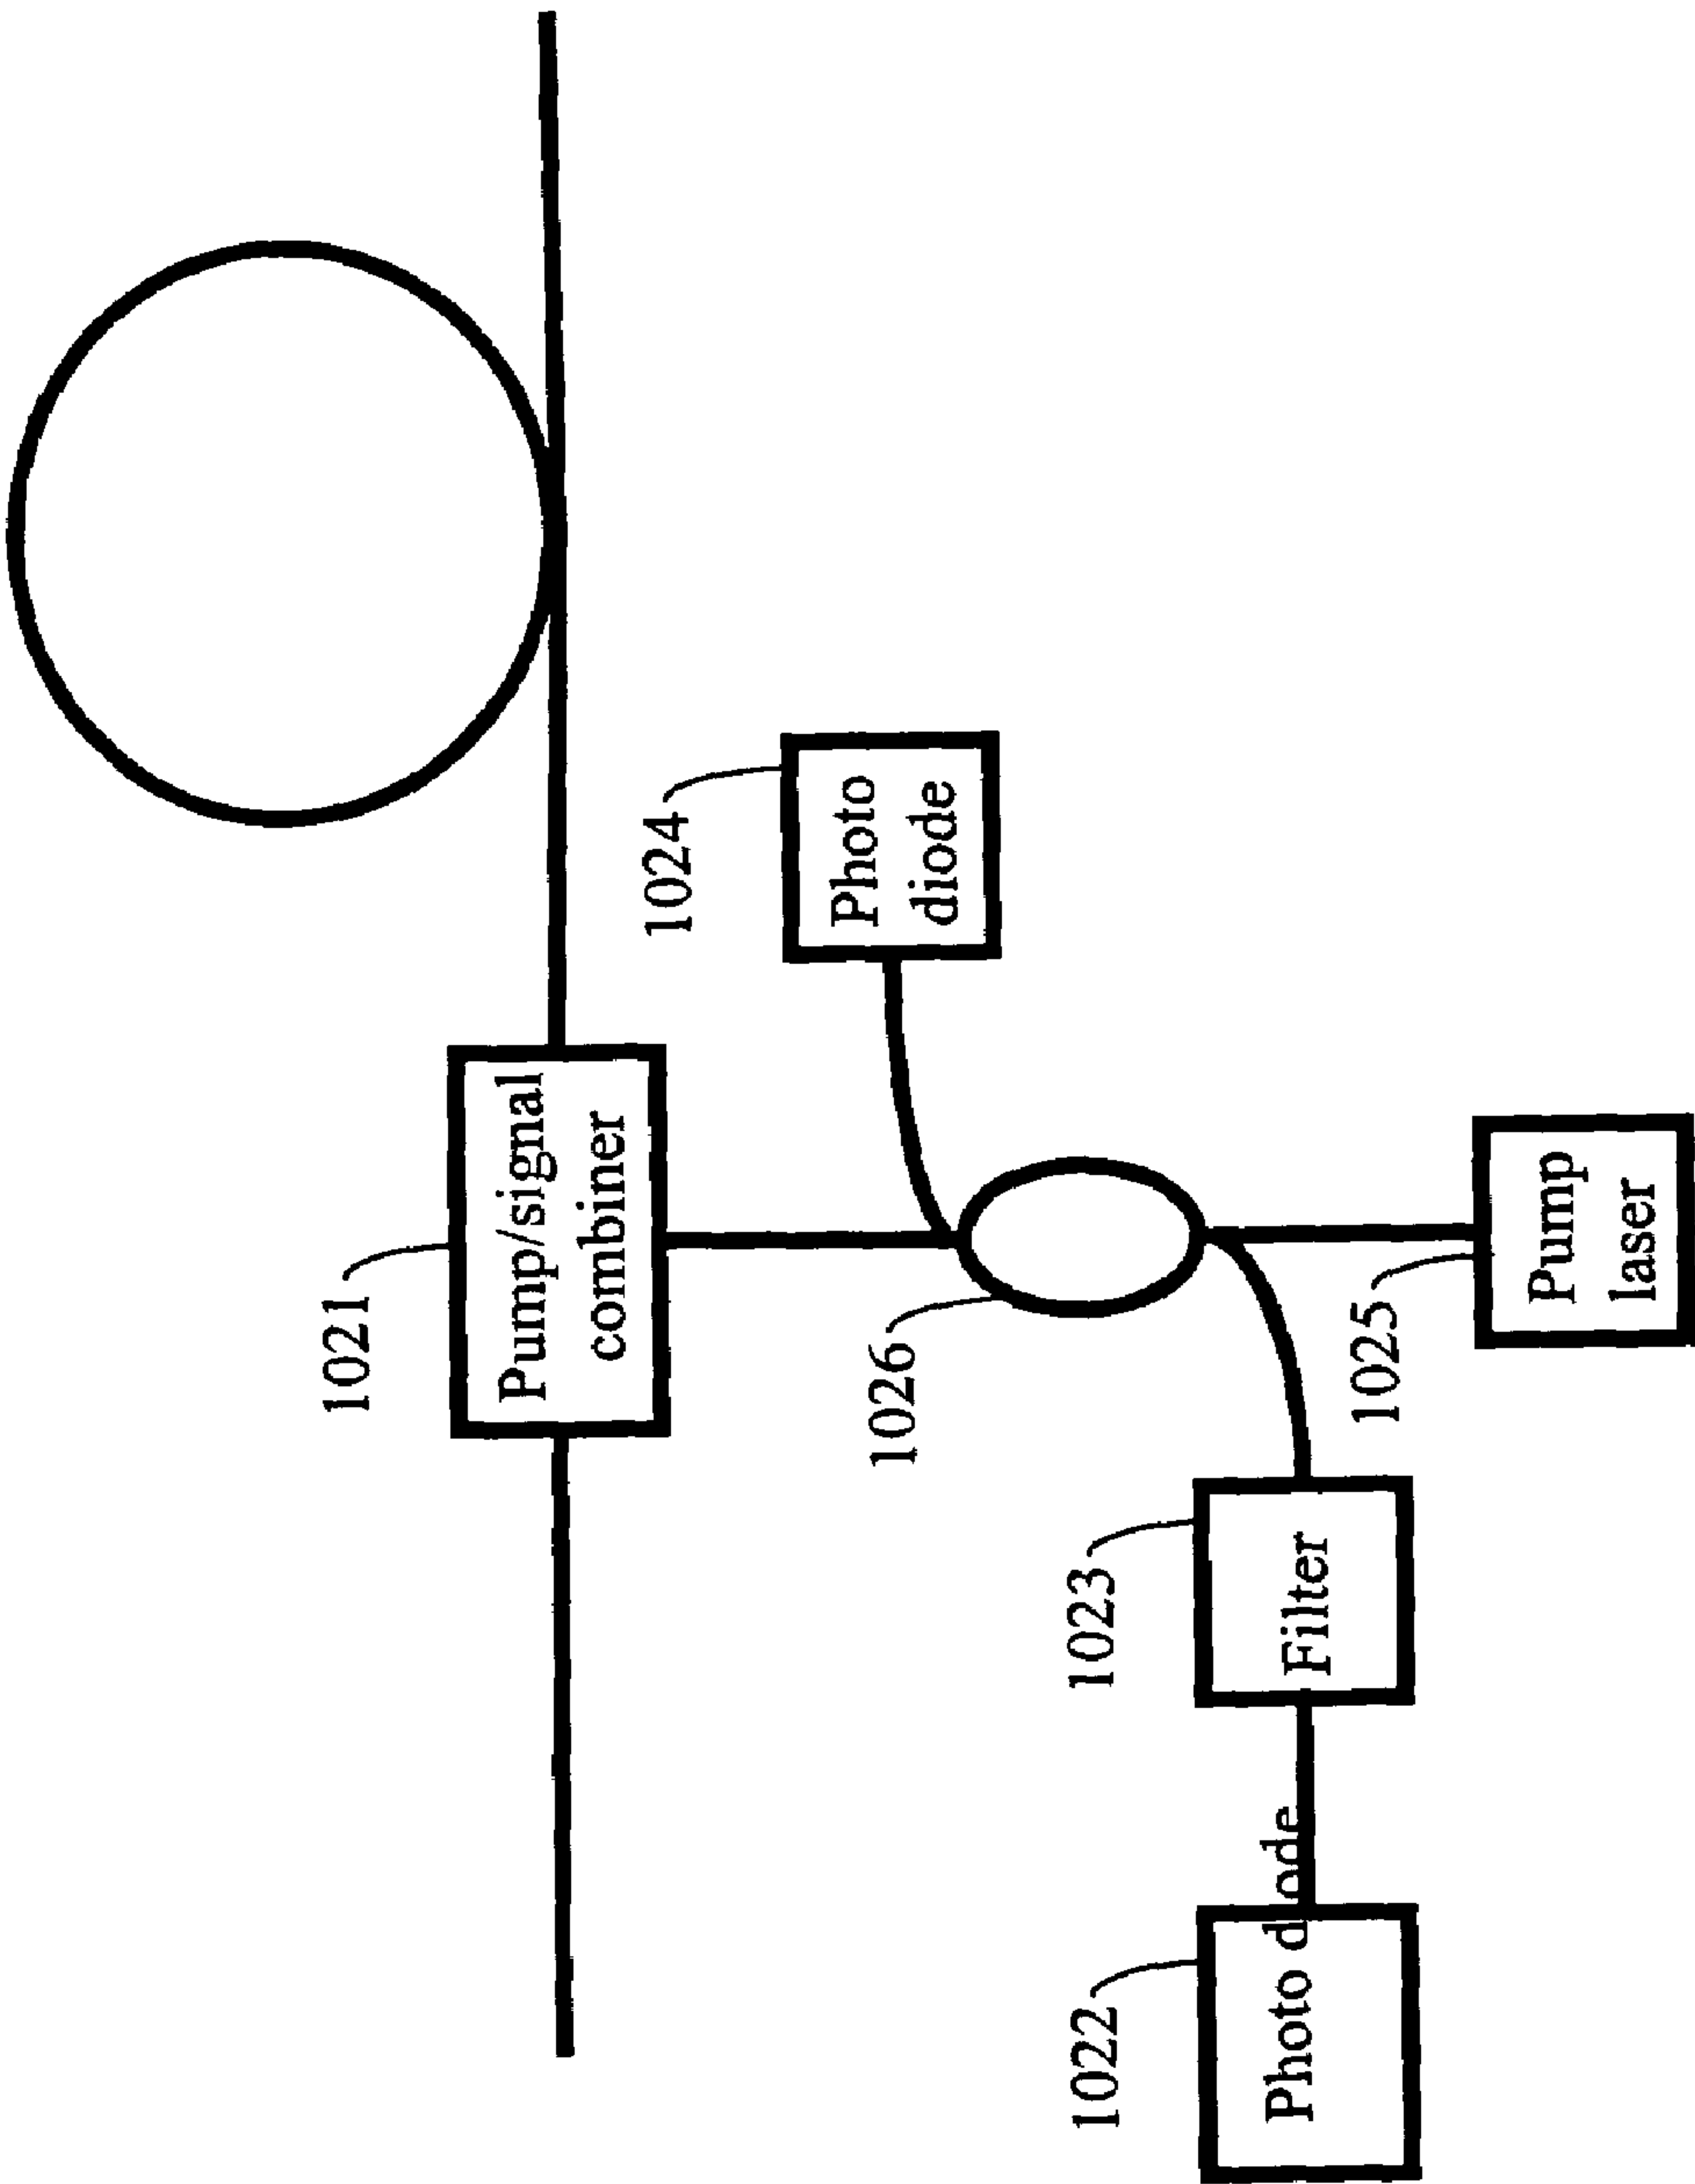 1021
Pump/signal
combiner
1024
Photo
diode
1026
1025
Pump
laser
1023
Filter
1022
Photo diode